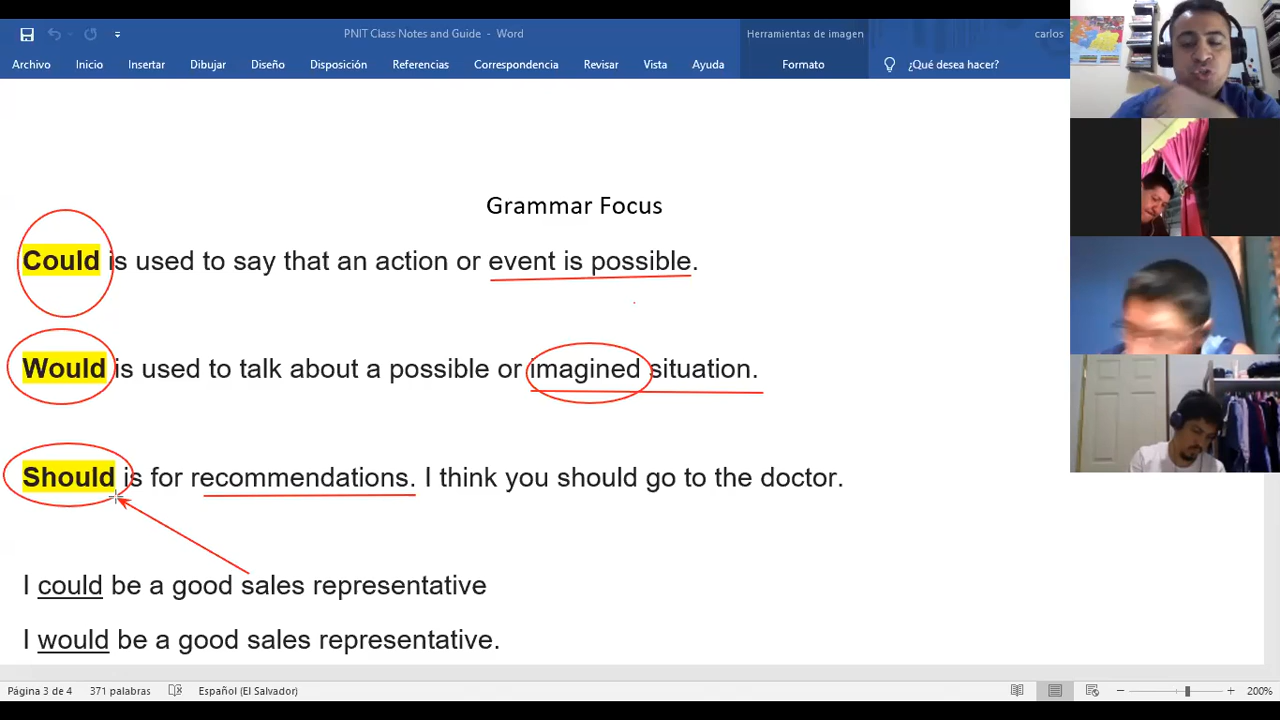 PNIT Class Notes and Guide - Word
Herramientas de imagen
carlos
Archivo Inicio Insertar Dibujar Diseño Disposición Referencias Correspondencia Revisar Vista Ayuda Formato ¿Qué desea hacer?
Grammar Focus
Could is used to say that an action or event is possible.
Would is used to talk about a possible or imagined situation.
Should is for recommendations. I think you should go to the doctor.
I could be a good sales representative
I would be a good sales representative.
Página 3 de 4 371 palabras Español (El Salvador) 200%